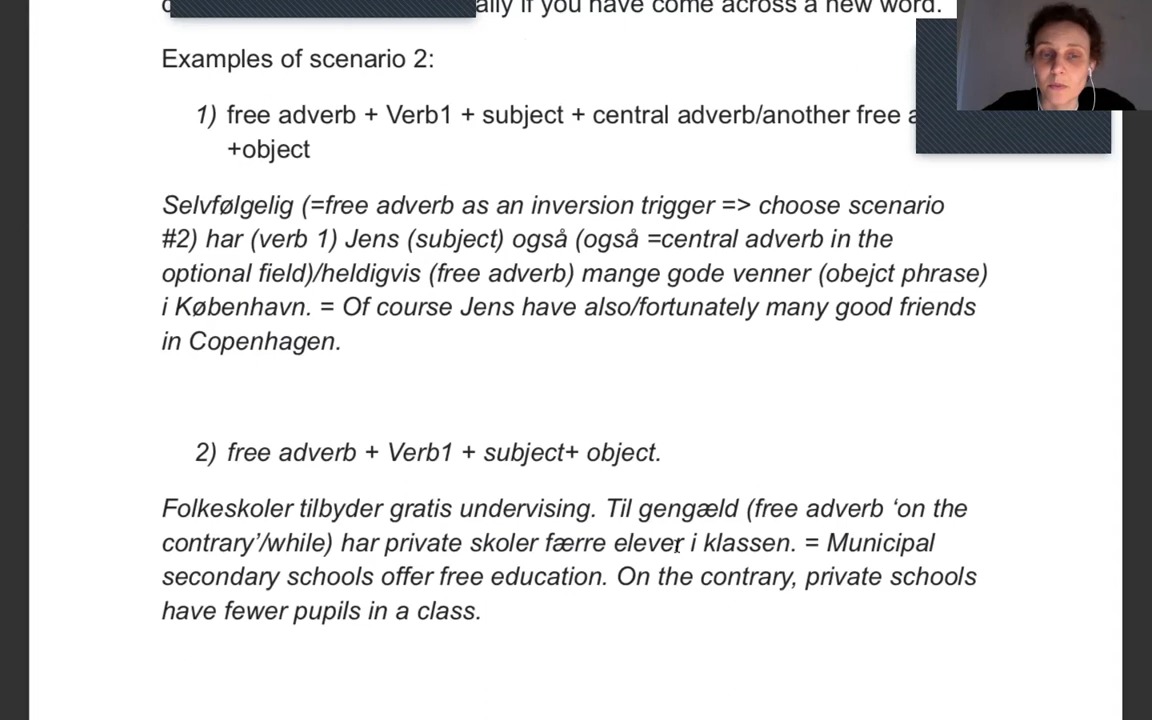 if you have come across a new word.
Examples of scenario 2:
1) free adverb + Verb1 + subject + central adverb/another free
+object
Selvfølgelig (=free adverb as an inversion trigger => choose scenario
#2) har (verb 1) Jens (subject) også (også =central adverb in the
optional field)/heldigvis (free adverb) mange gode venner (obejct phrase)
i København. = Of course Jens have also/fortunately many good friends
in Copenhagen.
2) free adverb + Verb1 + subject+ object.
Folkeskoler tilbyder gratis undervising. Til gengæld (free adverb ‘on the
contrary’/while) har private skoler færre elever i klassen. = Municipal
secondary schools offer free education. On the contrary, private schools
have fewer pupils in a class.